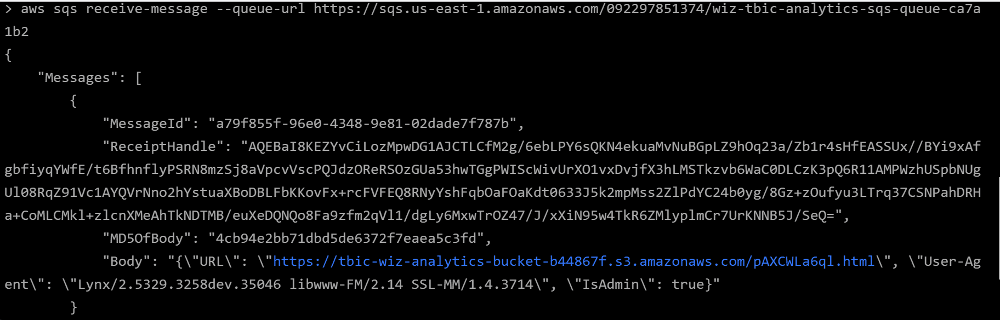 > aws sqs receive-message --queue-url https://sqs.us-east-1.amazonaws.com/092297851374/wiz-tbic-analytics-sqs-queue-ca7a
1b2
{
    "Messages": [
        {
            "MessageId": "a79f855f-96e0-4348-9e81-02dade7f787b",
            "ReceiptHandle": "AQEBaI8KEZYvCiLozMpwDG1AJCTLCfM2g/6ebLPY6sQKN4ekuaMvNuBGpLZ9hOq23a/Zb1r4sHfEASSUx//BYi9xAf
gbfiyqYWfE/t6BfhnflyPSRN8mzSj8aVpcvVscPQJdzOReRSOzGUa53hwTGgPWIScWivUrXO1vxDvjfX3hLMSTkzvb6WaC0DLCzK3pQ6R11AMPWzhUSpbNUg
Ul08RqZ91Vc1AYQVrNno2hYstuaXBoDBLFbKKovFx+rcFVFEQ8RNyYshFqbOaFOaKdt0633J5k2mpMss2ZlPdYC24b0yg/8Gz+zOufyu3LTrq37CSNPahDRH
a+CoMLCMkl+zlcnXMeAhTkNDTMB/euXeDQNQo8Fa9zfm2qVl1/dgLy6MxwTrOZ47/J/xXiN95w4TkR6ZMlyplmCr7UrKNNB5J/SeQ=",
            "MD5OfBody": "4cb94e2bb71dbd5de6372f7eaea5c3fd",
            "Body": "{\"URL\": \"https://tbic-wiz-analytics-bucket-b44867f.s3.amazonaws.com/pAXCWLa6ql.html\", \"User-Ag
ent\": \"Lynx/2.5329.3258dev.35046 libwww-FM/2.14 SSL-MM/1.4.3714\", \"IsAdmin\": true}"
        }